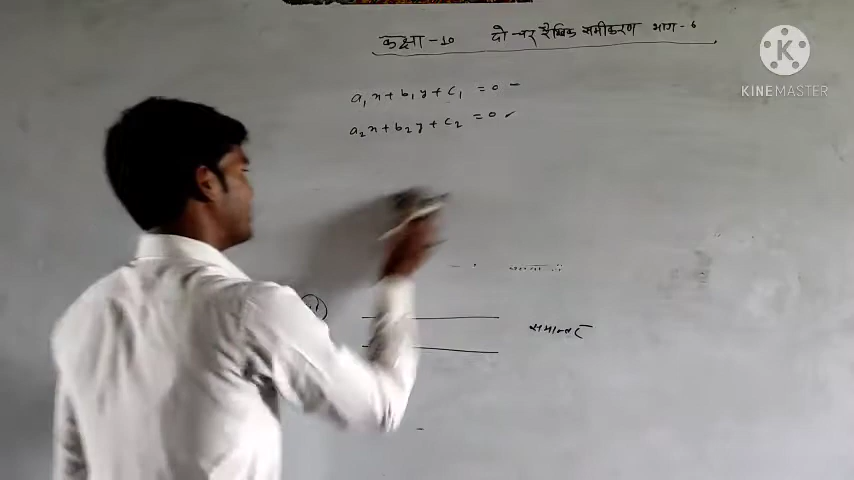 कक्षा -10 दो चर रैखिक समीकरण भाग - 6
KINEMASTER
a₁x + b₁y + c₁ = 0 -
a₂x + b₂y + c₂ = 0 ✓
समान्तर